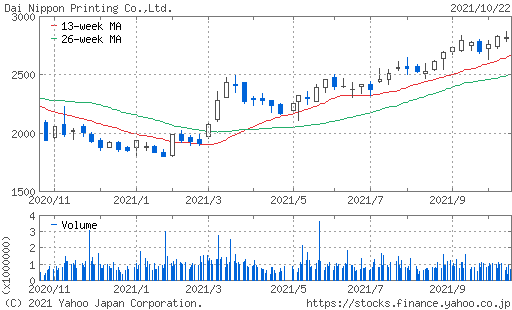 Dai Nippon Printing Co.,Ltd. 2021/10/22
3000
13-week MA
26-week MA
2500
2000
1500
2020/11 2021/1 2021/3 2021/5 2021/7 2021/9
4
Volume
3
2
1
0
(x1000000)
2020/11 2021/1 2021/3 2021/5 2021/7 2021/9
(C) 2021 Yahoo Japan Corporation. https://stocks.finance.yahoo.co.jp/